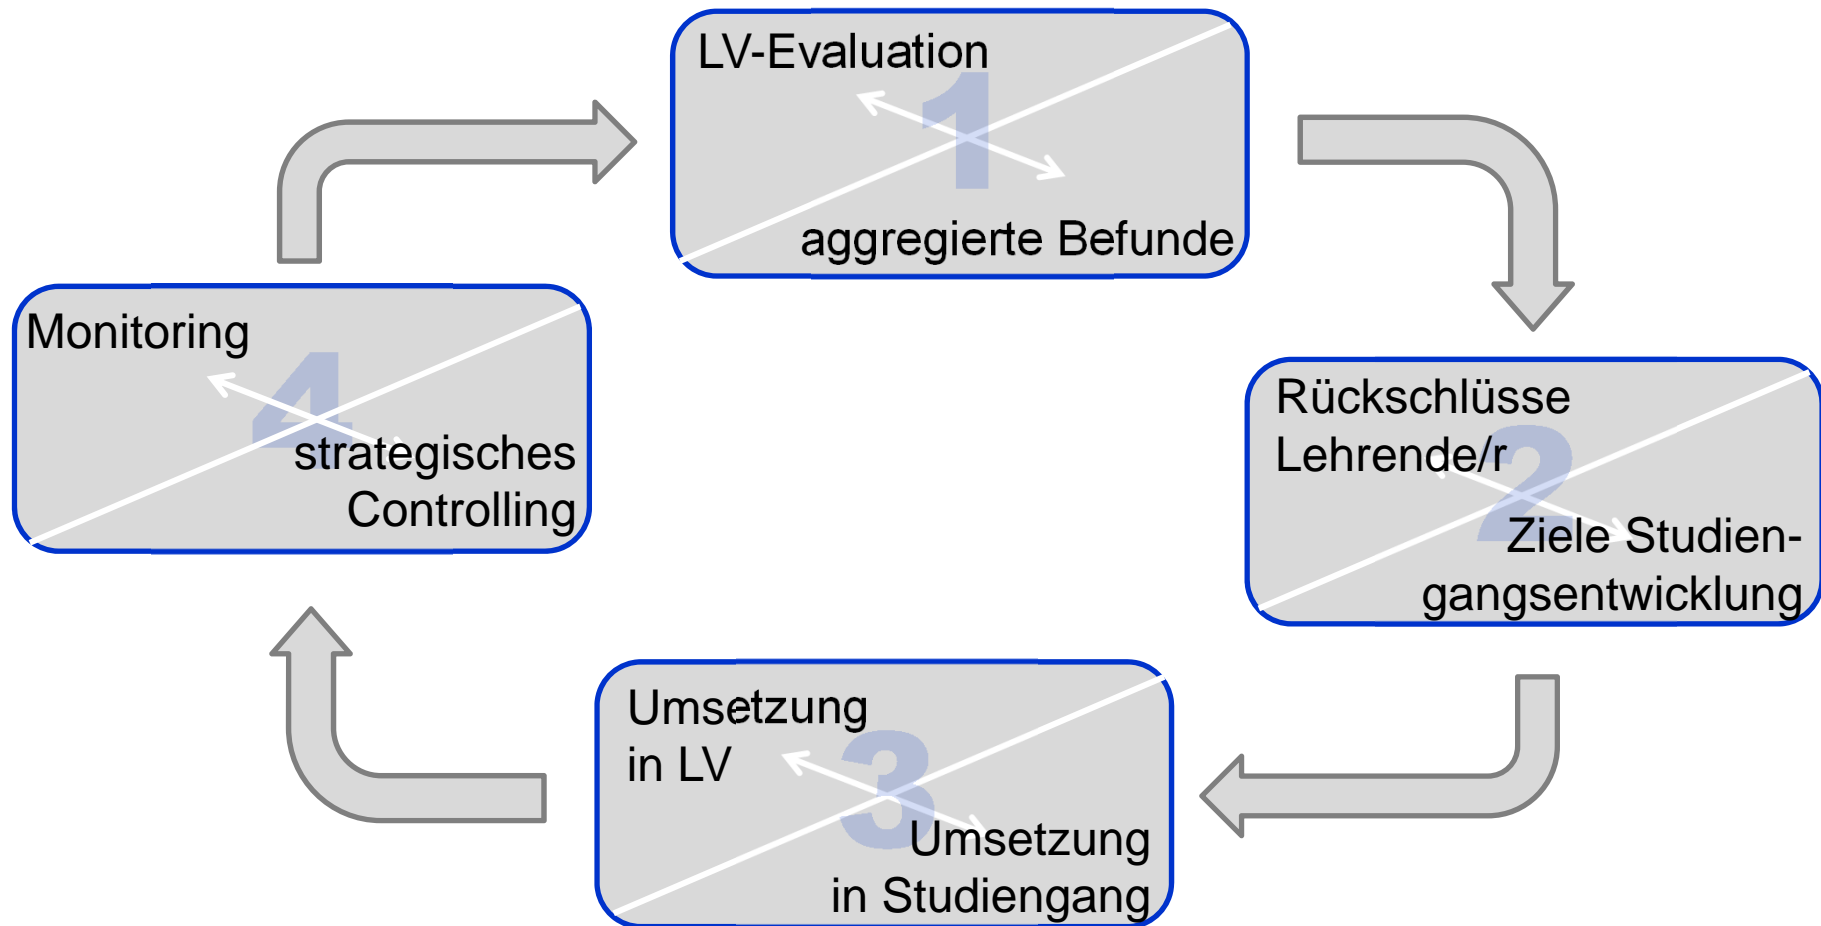 LV-Evaluation
1
aggregierte Befunde
Rückschlüsse
Lehrende/r
2
Ziele Studien-
gangsentwicklung
Umsetzung
in LV
3
Umsetzung
in Studiengang
Monitoring
4
strategisches
Controlling